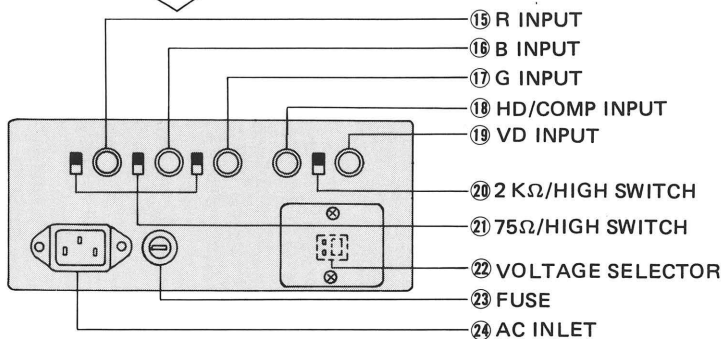 ⑮ R INPUT
⑯ B INPUT
⑰ G INPUT
⑱ HD/COMP INPUT
⑲ VD INPUT
⑳ 2 KΩ/HIGH SWITCH
㉑ 75Ω/HIGH SWITCH
㉒ VOLTAGE SELECTOR
㉓ FUSE
㉔ AC INLET